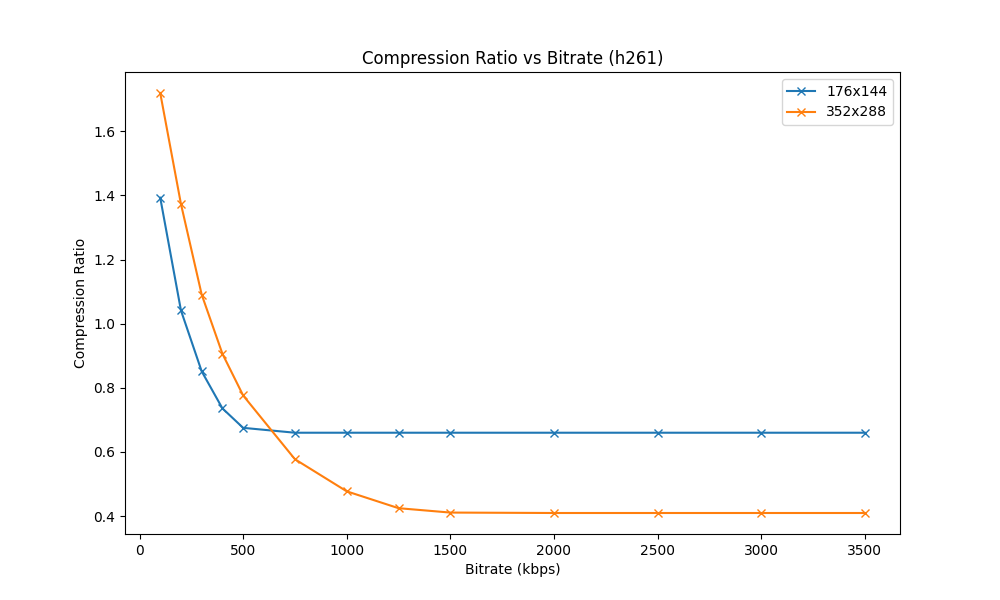 Compression Ratio vs Bitrate (h261)
176x144
352x288
Compression Ratio
1.6
1.4
1.2
1.0
0.8
0.6
0.4
0 500 1000 1500 2000 2500 3000 3500
Bitrate (kbps)